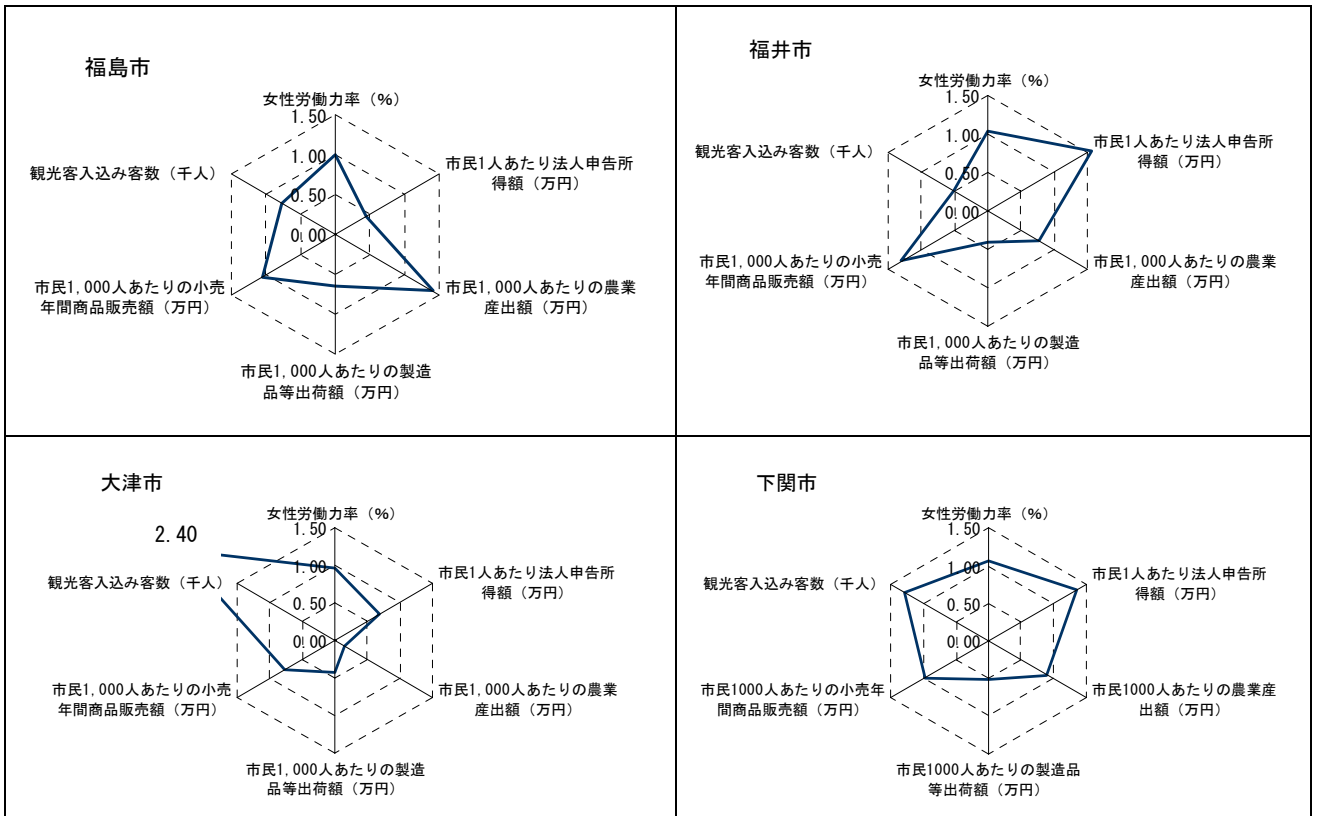 福島市
女性労働力率（%）
1.50
1.00
0.50
0.00
市民1人あたり法人申告所
得額（万円）
市民1,000人あたりの農業
産出額（万円）
市民1,000人あたりの製造
品等出荷額（万円）
市民1,000人あたりの小売
年間商品販売額（万円）
観光客入込み客数（千人）
福井市
女性労働力率（%）
1.50
1.00
0.50
0.00
市民1人あたり法人申告所
得額（万円）
市民1,000人あたりの農業
産出額（万円）
市民1,000人あたりの製造
品等出荷額（万円）
市民1,000人あたりの小売
年間商品販売額（万円）
観光客入込み客数（千人）
大津市
2.40
女性労働力率（%）
1.50
1.00
0.50
0.00
市民1人あたり法人申告所
得額（万円）
市民1,000人あたりの農業
産出額（万円）
市民1,000人あたりの製造
品等出荷額（万円）
市民1,000人あたりの小売
年間商品販売額（万円）
観光客入込み客数（千人）
下関市
女性労働力率（%）
1.50
1.00
0.50
0.00
市民1人あたり法人申告所
得額（万円）
市民1000人あたりの農業産
出額（万円）
市民1000人あたりの製造品
等出荷額（万円）
市民1000人あたりの小売年
間商品販売額（万円）
観光客入込み客数（千人）